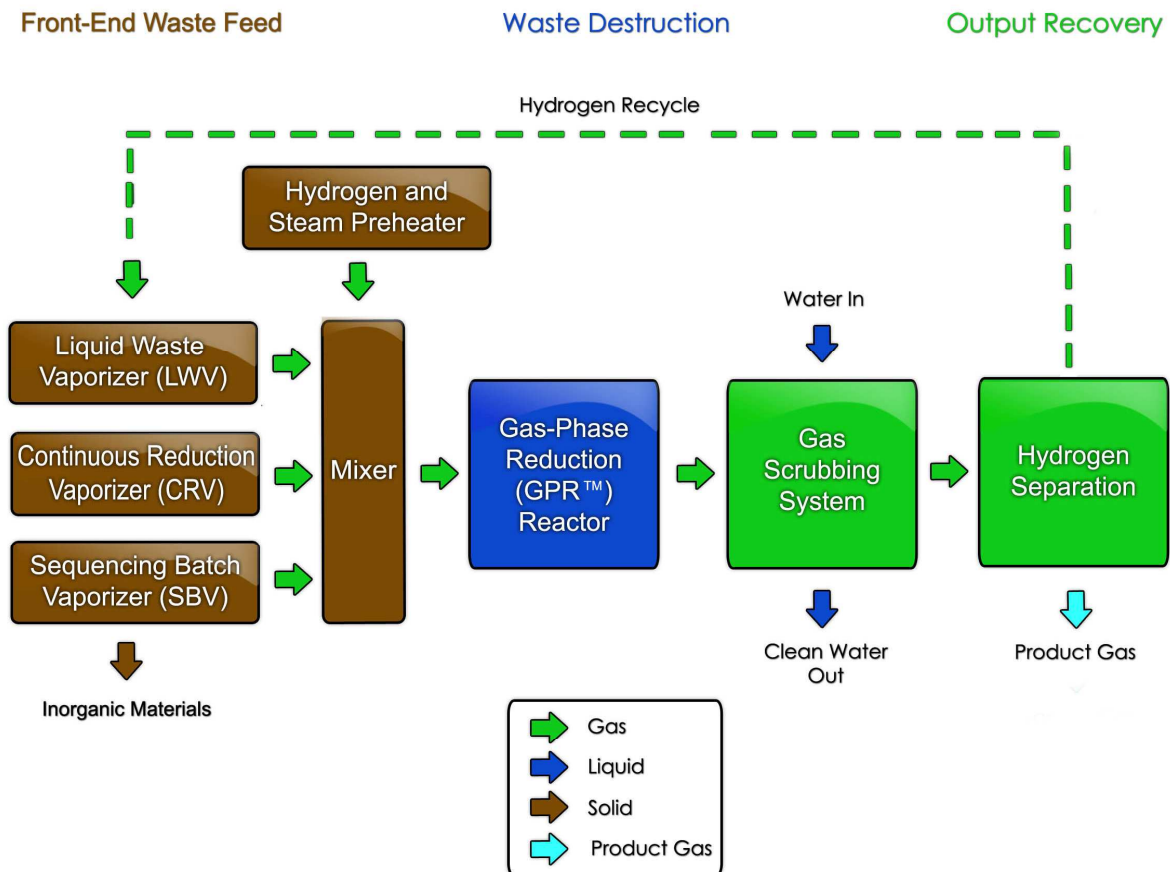 Front-End Waste Feed
Waste Destruction
Output Recovery
Hydrogen Recycle
Hydrogen and
Steam Preheater
Water In
Liquid Waste
Vaporizer (LWV)
Continuous Reduction
Vaporizer (CRV)
Sequencing Batch
Vaporizer (SBV)
Mixer
Gas-Phase
Reduction
(GPR™)
Reactor
Gas
Scrubbing
System
Hydrogen
Separation
Inorganic Materials
Clean Water
Out
Product Gas
Gas
Liquid
Solid
Product Gas